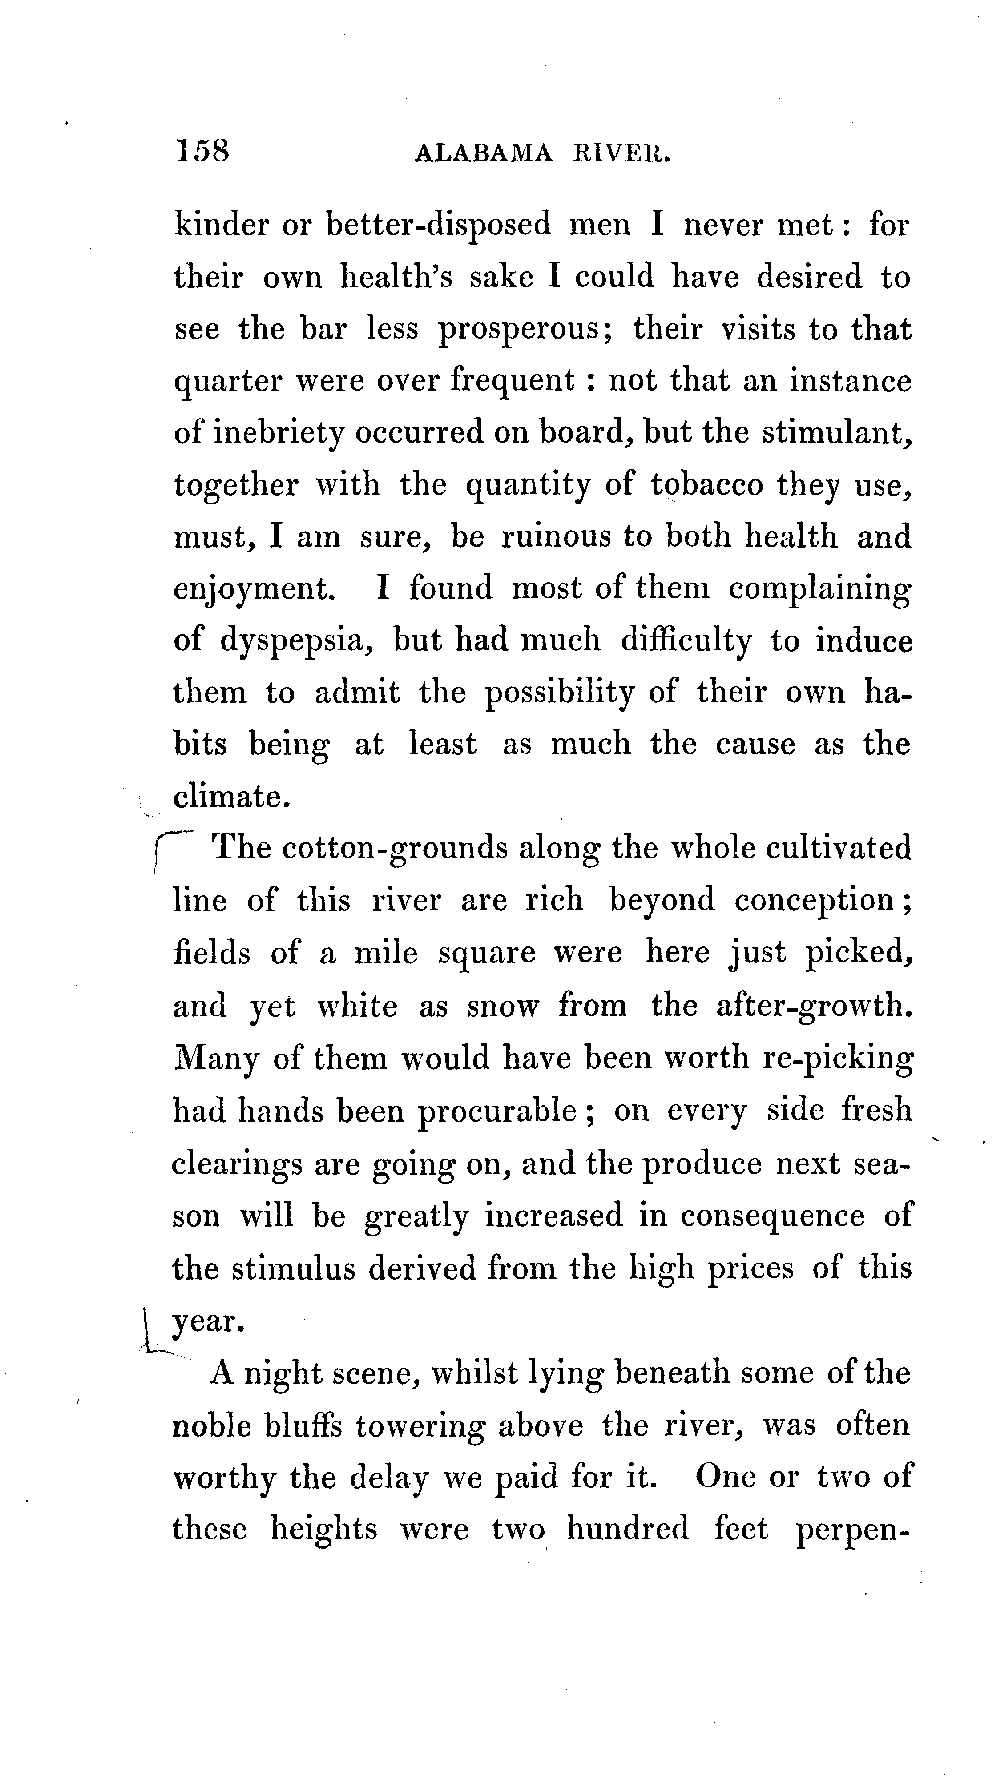 158 ALABAMA RIVER.
kinder or better-disposed men I never met : for
their own health's sake I could have desired to
see the bar less prosperous; their visits to that
quarter were over frequent : not that an instance
of inebriety occurred on board, but the stimulant,
together with the quantity of tobacco they use,
must, I am sure, be ruinous to both health and
enjoyment. I found most of them complaining
of dyspepsia, but had much difficulty to induce
them to admit the possibility of their own ha-
bits being at least as much the cause as the
climate.
The cotton-grounds along the whole cultivated
line of this river are rich beyond conception ;
fields of a mile square were here just picked,
and yet white as snow from the after-growth.
Many of them would have been worth re-picking
had hands been procurable ; on every side fresh
clearings are going on, and the produce next sea-
son will be greatly increased in consequence of
the stimulus derived from the high prices of this
year.
A night scene, whilst lying beneath some of the
noble bluffs towering above the river, was often
worthy the delay we paid for it. One or two of
these heights were two hundred feet perpen-